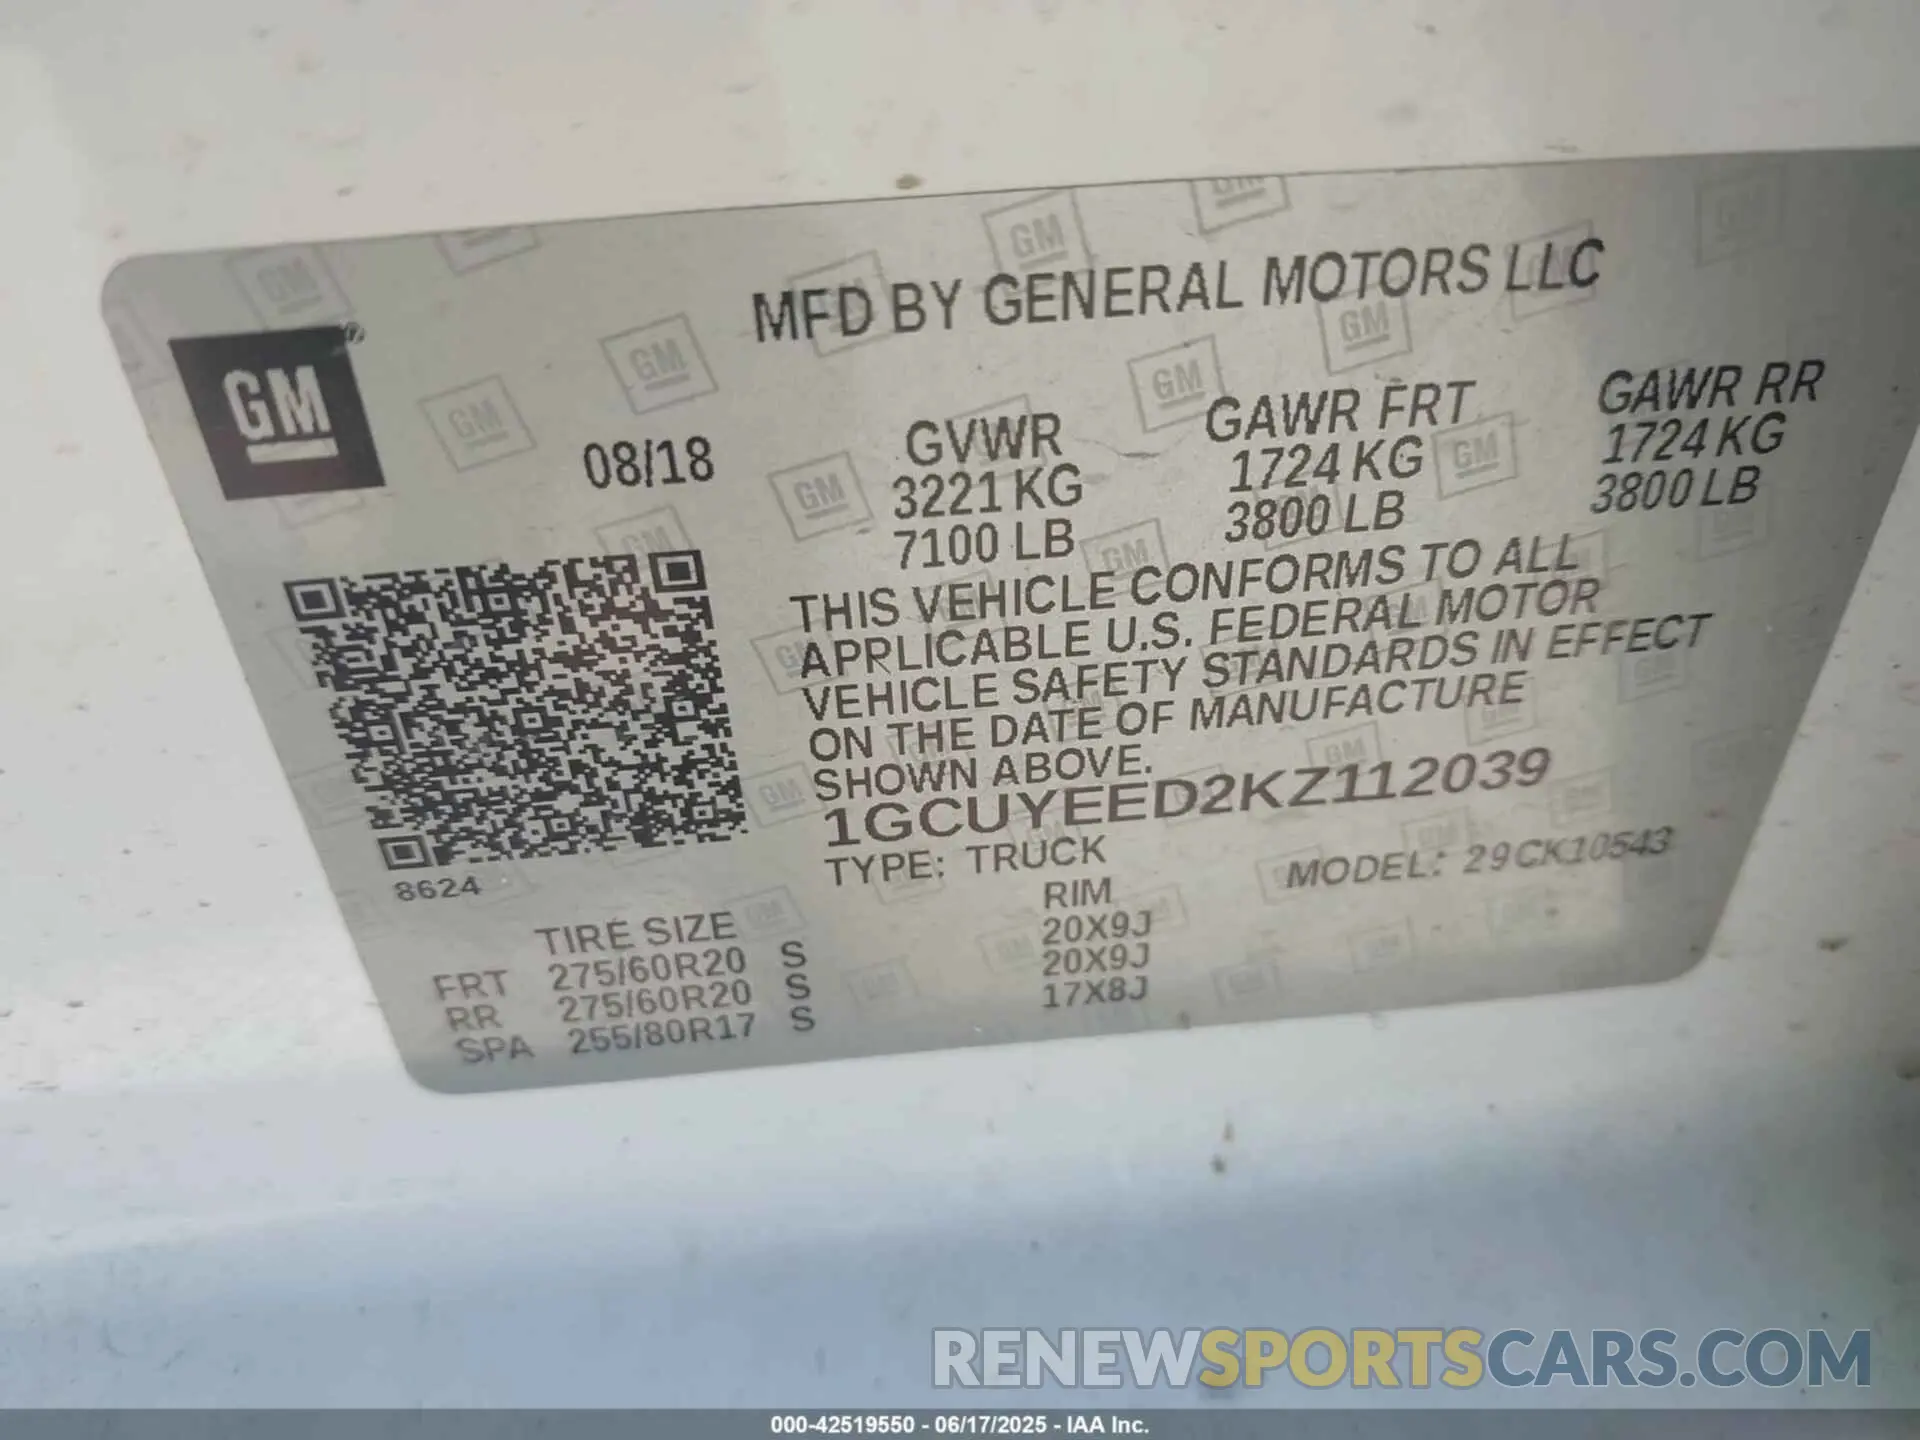 MFD BY GENERAL MOTORS LLC
GM ®
08/18
GVWR GAWR FRT GAWR RR
3221 KG 1724 KG 1724 KG
7100 LB 3800 LB 3800 LB
THIS VEHICLE CONFORMS TO ALL
APPLICABLE U.S. FEDERAL MOTOR
VEHICLE SAFETY STANDARDS IN EFFECT
ON THE DATE OF MANUFACTURE
SHOWN ABOVE.
1GCUYEED2KZ112039
TYPE: TRUCK MODEL: 29CK10543
8624
TIRE SIZE RIM
FRT 275/60R20 S 20X9J
RR 275/60R20 S 20X9J
SPA 255/80R17 S 17X8J
RENEWSPORTSCARS.COM
000-42519550 - 06/17/2025 - IAA Inc.